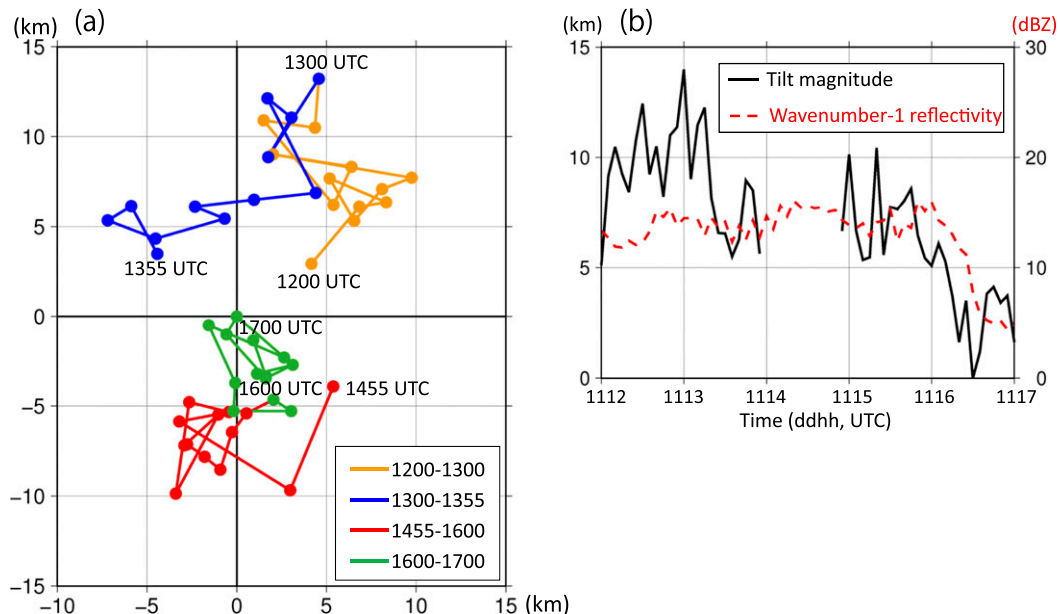 (km) (a)
15
10
5
0
−5
−10
−15
−10 −5 0 5 10 15 (km)
1300 UTC
1355 UTC
1200 UTC
1700 UTC
1600 UTC 1455 UTC
1200-1300
1300-1355
1455-1600
1600-1700
(km) (b) (dBZ)
15
10
5
0
30
20
10
0
Tilt magnitude
Wavenumber-1 reflectivity
1112 1113 1114 1115 1116 1117
Time (ddhh, UTC)